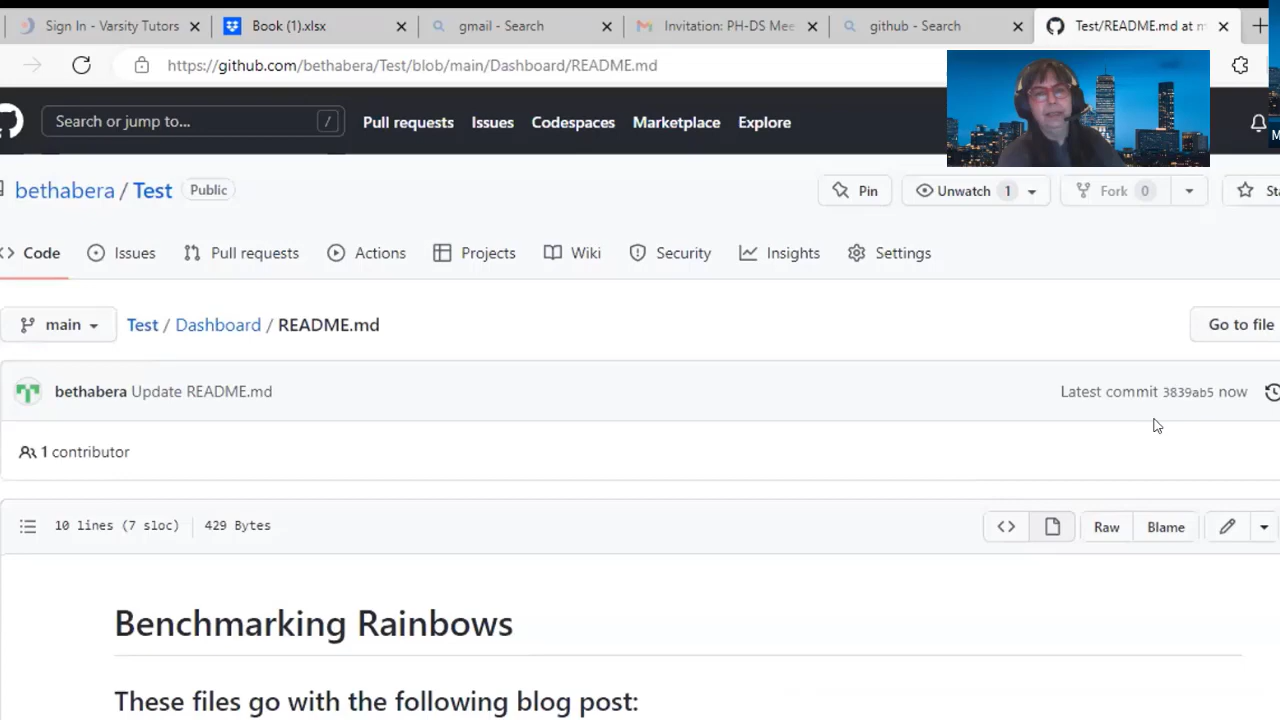 Sign In - Varsity Tutors
Book (1).xlsx
gmail - Search
Invitation: PH-DS Mee
github - Search
Test/README.md at m
https://github.com/bethabera/Test/blob/main/Dashboard/README.md
Search or jump to... /
Pull requests
Issues
Codespaces
Marketplace
Explore
M
bethabera / Test
Public
Pin
Unwatch 1
Fork 0
Sta
Code
Issues
Pull requests
Actions
Projects
Wiki
Security
Insights
Settings
main
Test / Dashboard / README.md
Go to file
bethabera Update README.md
Latest commit 3839ab5 now
1 contributor
10 lines (7 sloc)
429 Bytes
Raw
Blame
Benchmarking Rainbows
These files go with the following blog post: